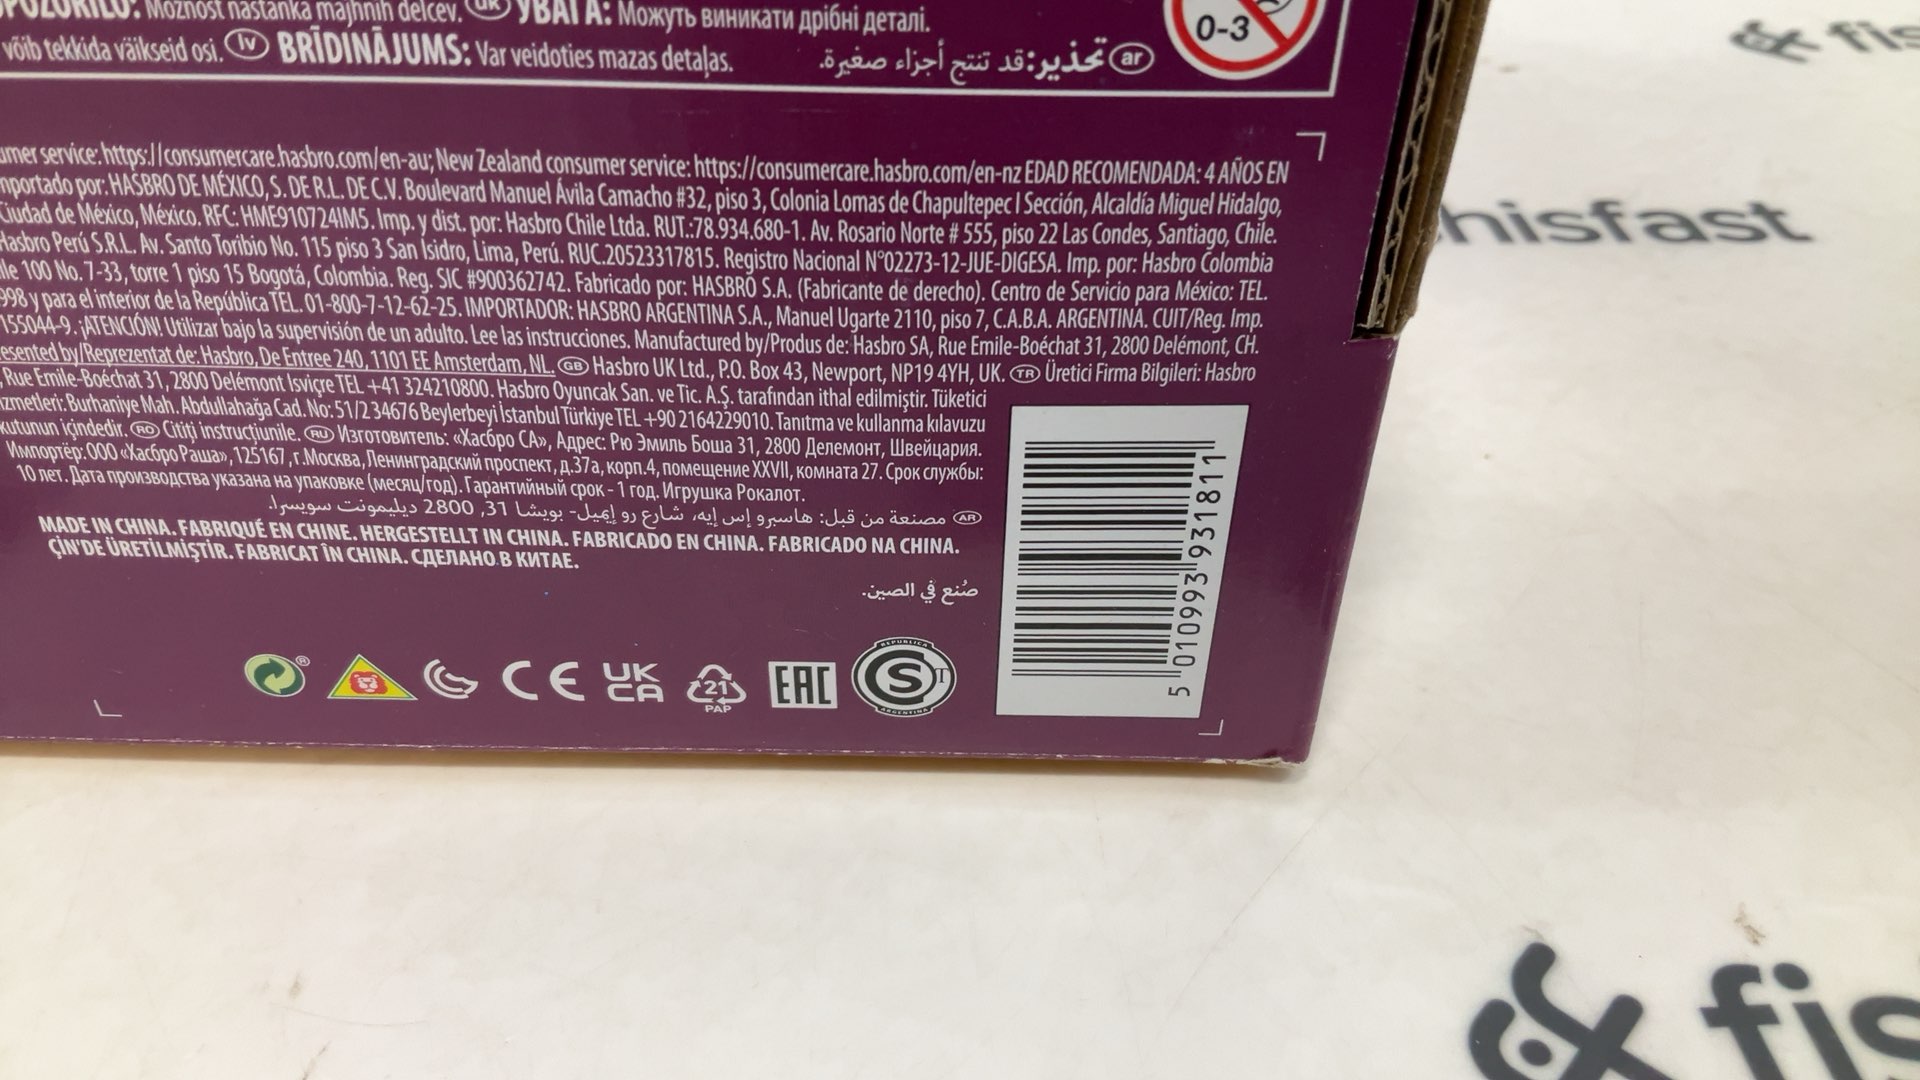 OPOZORILO: Možnost nastanka majhnih delcev. uk УВАГА: Можуть виникати дрібні деталі.
võib tekkida väikseid osi. lv BRĪDINĀJUMS: Var veidoties mazas detaļas.
ar تحذير: قد تنتج أجزاء صغيرة.
0-3
service: https://consumercare.hasbro.com/en-au; New Zealand consumer service: https://consumercare.hasbro.com/en-nz EDAD RECOMENDADA: 4 AÑOS EN
por: HASBRO DE MÉXICO, S. DE R.L. DE C.V. Boulevard Manuel Ávila Camacho #32, piso 3, Colonia Lomas de Chapultepec I Sección, Alcaldía Miguel Hidalgo,
Ciudad de México, México. RFC: HME910724IM5. Imp. y dist. por: Hasbro Chile Ltda. RUT.:78.934.680-1. Av. Rosario Norte # 555, piso 22 Las Condes, Santiago, Chile.
Hasbro Perú S.R.L. Av. Santo Toribio No. 115 piso 3 San Isidro, Lima, Perú. RUC.20523317815. Registro Nacional N°02273-12-JUE-DIGESA. Imp. por: Hasbro Colombia
100 No. 7-33, torre 1 piso 15 Bogotá, Colombia. Reg. SIC #900362742. Fabricado por: HASBRO S.A. (Fabricante de derecho). Centro de Servicio para México: TEL.
998 y para el interior de la República TEL. 01-800-7-12-62-25. IMPORTADOR: HASBRO ARGENTINA S.A., Manuel Ugarte 2110, piso 7, C.A.B.A. ARGENTINA. CUIT/Reg. Imp.
155044-9. ¡ATENCIÓN! Utilizar bajo la supervisión de un adulto. Lee las instrucciones. Manufactured by/Produs de: Hasbro SA, Rue Emile-Boéchat 31, 2800 Delémont, CH.
by/Reprezentat de: Hasbro, De Entree 240, 1101 EE Amsterdam, NL. GB Hasbro UK Ltd., P.O. Box 43, Newport, NP19 4YH, UK. TR Üretici Firma Bilgileri: Hasbro
, Rue Emile-Boéchat 31, 2800 Delémont İsviçre TEL +41 324210800. Hasbro Oyuncak San. ve Tic. A.Ş. tarafından ithal edilmiştir. Tüketici
Burhaniye Mah. Abdullahağa Cad. No: 51/2 34676 Beylerbeyi İstanbul Türkiye TEL +90 2164229010. Tanıtma ve kullanma kılavuzu
kutunun içindedir. RO Citiți instrucțiunile. RU Изготовитель: «Хасбро СА», Адрес: Рю Эмиль Боша 31, 2800 Делемонт, Швейцария.
Импортёр: ООО «Хасбро Раша», 125167, г.Москва, Ленинградский проспект, д.37а, корп.4, помещение XXVII, комната 27. Срок службы:
10 лет. Дата производства указана на упаковке (месяц/год). Гарантийный срок - 1 год. Игрушка Рокалот.
AR مصنعة من قبل: هاسبرو إس إيه، شارع رو إيميل- بويشا 31, 2800 ديليمونت سويسرا.
MADE IN CHINA. FABRIQUÉ EN CHINE. HERGESTELLT IN CHINA. FABRICADO EN CHINA. FABRICADO NA CHINA.
ÇİN'DE ÜRETİLMİŞTİR. FABRICAT ÎN CHINA. СДЕЛАНО В КИТАЕ.
صُنع في الصين.
CE UK CA 21 PAP EAC REPUBLICA S T ARGENTINA
5 010993 931811
fis
hisfast
fis